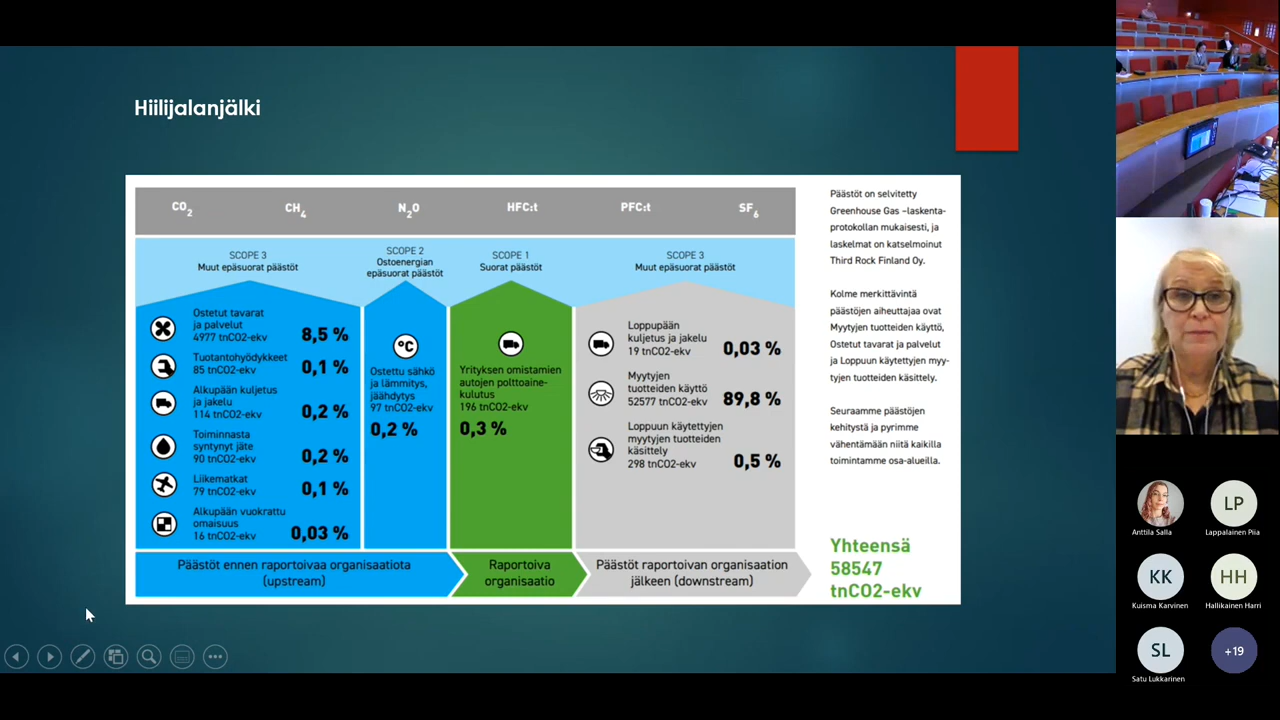 Hiilijalanjälki
CO2
CH4
N2O
HFC:t
PFC:t
SF6
SCOPE 3
Muut epäsuorat päästöt
SCOPE 2
Ostoenergian
epäsuorat päästöt
SCOPE 1
Suorat päästöt
SCOPE 3
Muut epäsuorat päästöt
Ostetut tavarat
ja palvelut
4977 tnCO2-ekv
8,5 %
Tuotantohyödykkeet
85 tnCO2-ekv
0,1 %
Alkupään kuljetus
ja jakelu
114 tnCO2-ekv
0,2 %
Toiminnasta
syntynyt jäte
90 tnCO2-ekv
0,2 %
Liikematkat
79 tnCO2-ekv
0,1 %
Alkupään vuokrattu
omaisuus
16 tnCO2-ekv
0,03 %
°C
Ostettu sähkö
ja lämmitys,
jäähdytys
97 tnCO2-ekv
0,2 %
Yrityksen omistamien
autojen polttoaine-
kulutus
196 tnCO2-ekv
0,3 %
Loppupään
kuljetus ja jakelu
19 tnCO2-ekv
0,03 %
Myytyjen
tuotteiden käyttö
52577 tnCO2-ekv
89,8 %
Loppuun käytettyjen
myytyjen tuotteiden
käsittely
298 tnCO2-ekv
0,5 %
Päästöt ennen raportoivaa organisaatiota
(upstream)
Raportoiva
organisaatio
Päästöt raportoivan organisaation
jälkeen (downstream)
Päästöt on selvitetty
Greenhouse Gas –laskenta-
protokollan mukaisesti, ja
laskelmat on katselmoinut
Third Rock Finland Oy.
Kolme merkittävintä
päästöjen aiheuttajaa ovat
Myytyjen tuotteiden käyttö,
Ostetut tavarat ja palvelut
ja Loppuun käytettyjen myy-
tyjen tuotteiden käsittely.
Seuraamme päästöjen
kehitystä ja pyrimme
vähentämään niitä kaikilla
toimintamme osa-alueilla.
Yhteensä
58547
tnCO2-ekv
Anttila Salla
LP
Lappalainen Piia
KK
Kuisma Karvinen
HH
Hallikainen Harri
SL
Satu Lukkarinen
+19